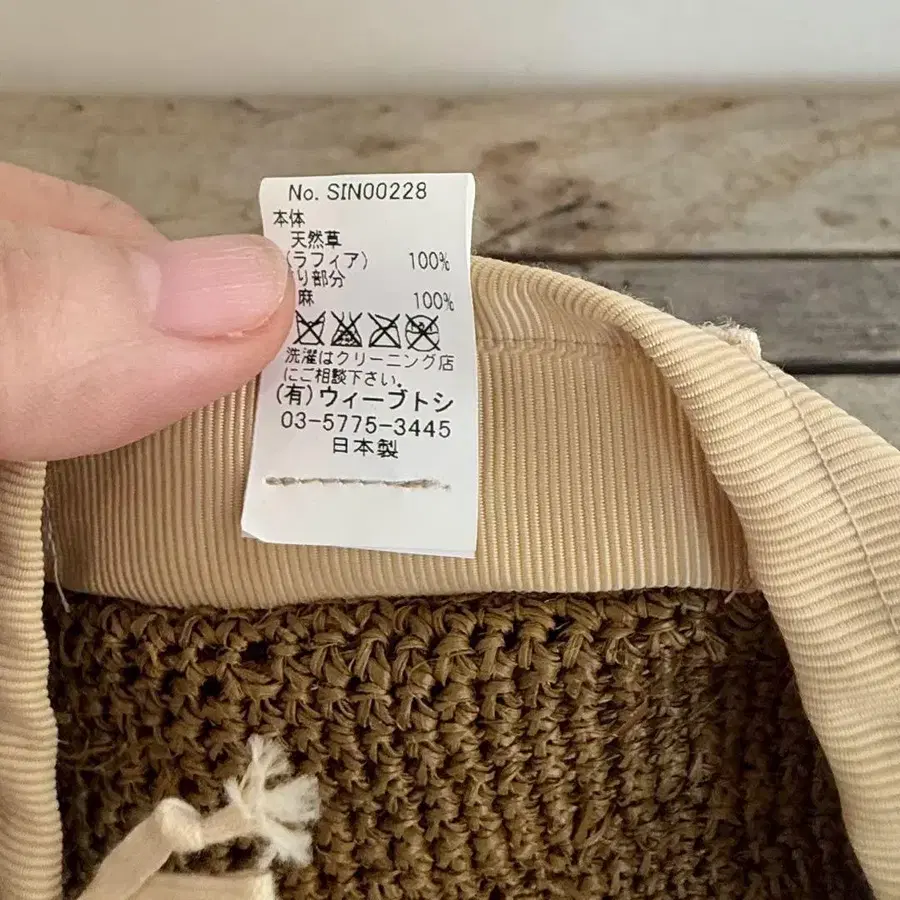 No. SIN00228
本体
天然草
(ラフィア) 100%
り部分
麻 100%
洗濯はクリーニング店
にご相談下さい。
(有)ウィーブトシ
03-5775-3445
日本製